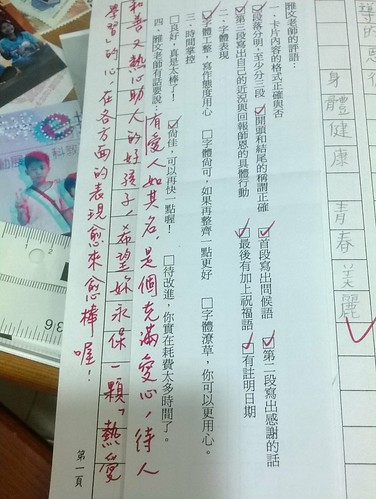 導的恩
身體健康青春美麗
雅文老師的評語:
一、卡片內容的格式正確與否
☑段落分明,至少分三段 ☑開頭和結尾的稱謂正確 ☑首段寫出問候語 ☑第二段寫出感謝的話
☑第三段寫出自己的近況與回報師恩的具體行動 ☑最後有加上祝福語 ☑有註明日期
二、字體表現
☑字體工整,寫作態度用心 □字體尚可,如果再整齊一點更好 □字體潦草,你可以更用心。
三、時間掌控
□良好,真是太棒了! ☑尚佳,可以再快一點喔! □待改進,你實在耗費太多時間了。
四、雅文老師有話要說:有愛人如其名,是個充滿愛心,待人
和善又熱心助人的好孩子,希望妳永保一顆「熱愛
學習」的心,在各方面的表現愈來愈棒喔!
第一頁